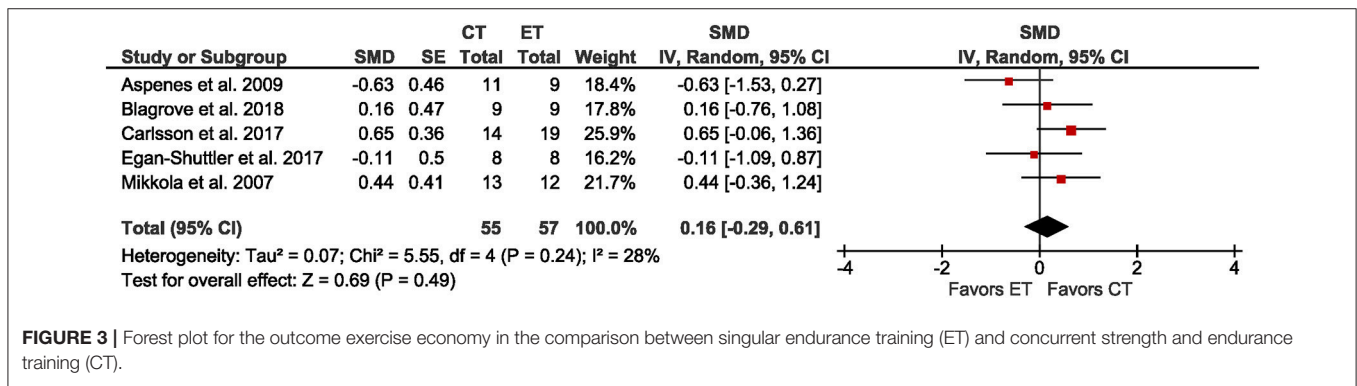 CT ET SMD SMD
Study or Subgroup SMD SE Total Total Weight IV, Random, 95% CI IV, Random, 95% CI
Aspenes et al. 2009 -0.63 0.46 11 9 18.4% -0.63 [-1.53, 0.27]
Blagrove et al. 2018 0.16 0.47 9 9 17.8% 0.16 [-0.76, 1.08]
Carlsson et al. 2017 0.65 0.36 14 19 25.9% 0.65 [-0.06, 1.36]
Egan-Shuttler et al. 2017 -0.11 0.5 8 8 16.2% -0.11 [-1.09, 0.87]
Mikkola et al. 2007 0.44 0.41 13 12 21.7% 0.44 [-0.36, 1.24]
Total (95% CI) 55 57 100.0% 0.16 [-0.29, 0.61]
Heterogeneity: Tau² = 0.07; Chi² = 5.55, df = 4 (P = 0.24); I² = 28%
Test for overall effect: Z = 0.69 (P = 0.49)
-4 -2 0 2 4
Favors ET Favors CT
FIGURE 3 | Forest plot for the outcome exercise economy in the comparison between singular endurance training (ET) and concurrent strength and endurance
training (CT).